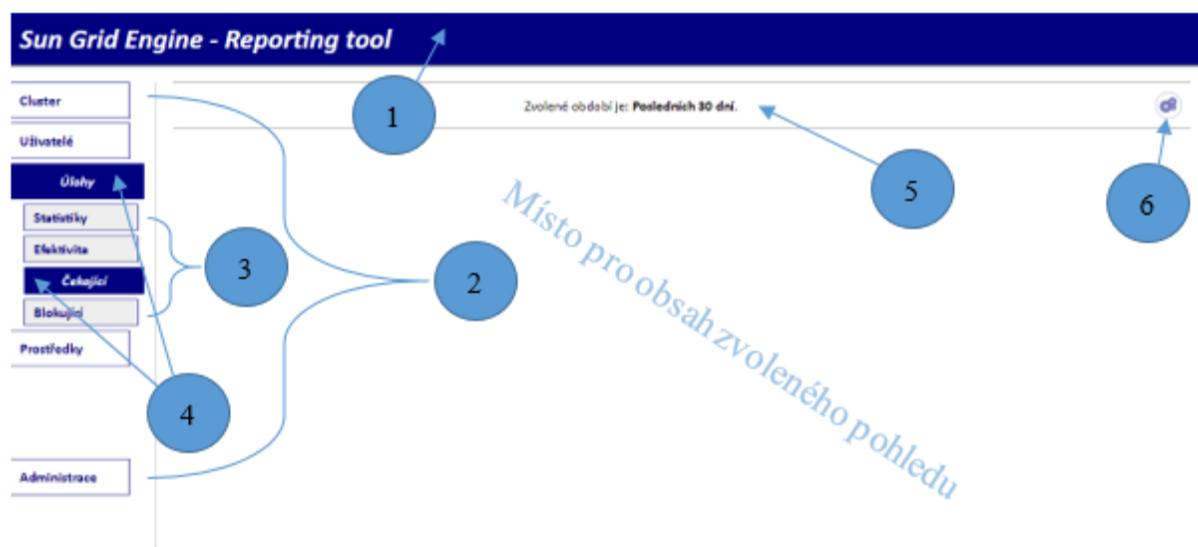 Sun Grid Engine - Reporting tool
1
Cluster
Zvolené období je: Posledních 30 dní.
Uživatelé
5
6
Úlohy
Statistiky
Efektivita
3
2
Čekající
Blokující
Prostředky
4
Administrace
Místo pro obsah zvoleného pohledu